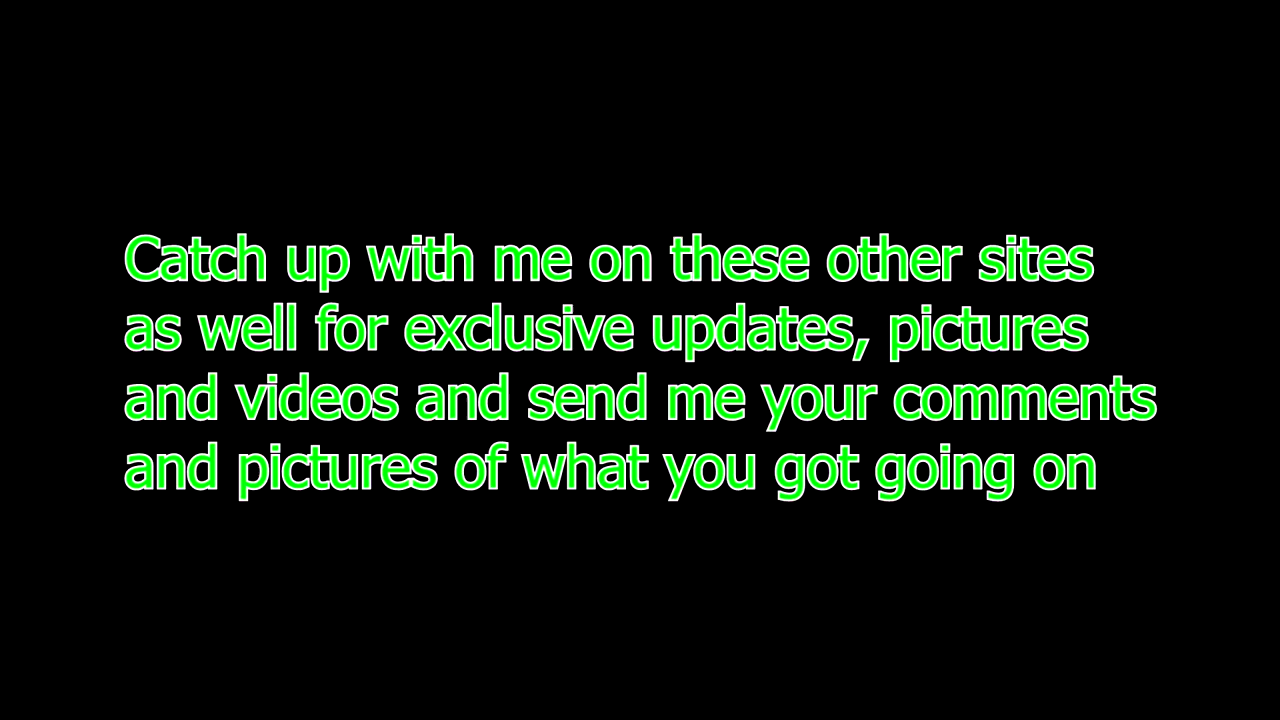 Catch up with me on these other sites
as well for exclusive updates, pictures
and videos and send me your comments
and pictures of what you got going on